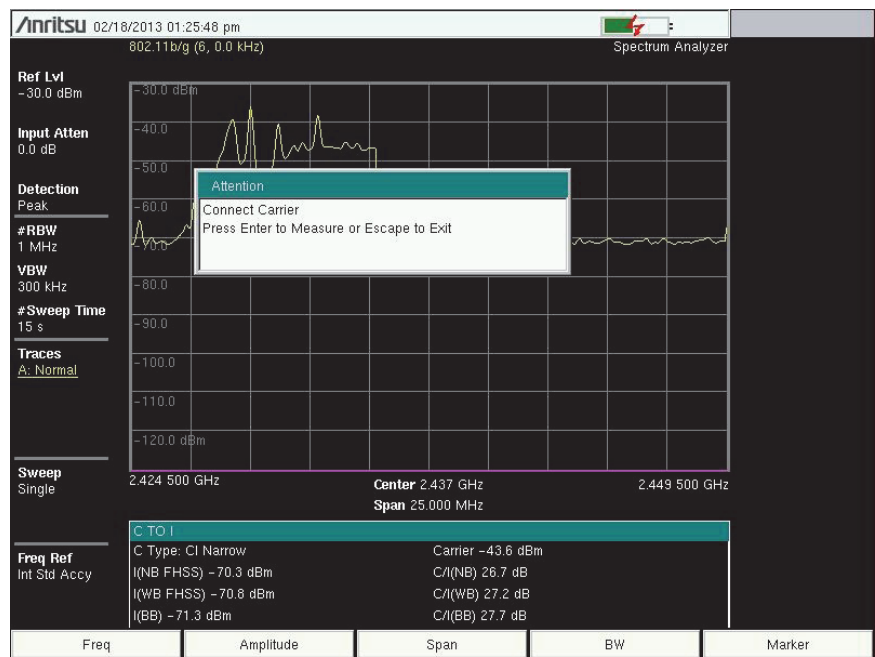 Anritsu 02/18/2013 01:25:48 pm
802.11b/g (6, 0.0 kHz) Spectrum Analyzer
Ref Lvl
-30.0 dBm
Input Atten
0.0 dB
Detection
Peak
#RBW
1 MHz
VBW
300 kHz
#Sweep Time
15 s
Traces
A: Normal
Sweep
Single
Freq Ref
Int Std Accy
-30.0 dBm
-40.0
-50.0
-60.0
-70.0
-80.0
-90.0
-100.0
-110.0
-120.0 dBm
Attention
Connect Carrier
Press Enter to Measure or Escape to Exit
2.424 500 GHz Center 2.437 GHz 2.449 500 GHz
Span 25.000 MHz
C TO I
C Type: CI Narrow Carrier -43.6 dBm
I(NB FHSS) -70.3 dBm C/I(NB) 26.7 dB
I(WB FHSS) -70.8 dBm C/I(WB) 27.2 dB
I(BB) -71.3 dBm C/I(BB) 27.7 dB
Freq Amplitude Span BW Marker